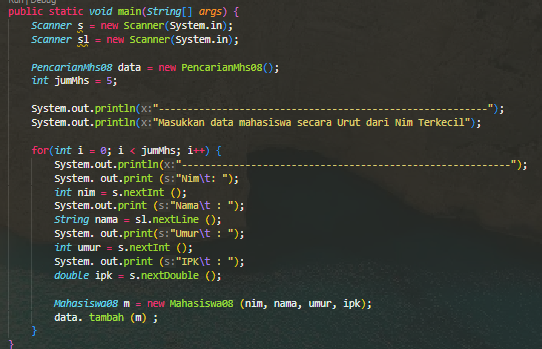 Run | Debug
public static void main(String[] args) {
Scanner s = new Scanner(System.in);
Scanner sl = new Scanner(System.in);
PencarianMhs08 data = new PencarianMhs08();
int jumMhs = 5;
System.out.println(x:"---------------------------------------------------------");
System.out.println(x:"Masukkan data mahasiswa secara Urut dari Nim Terkecil");
for(int i = 0; i < jumMhs; i++) {
System.out.println(x:"---------------------------------------------------------");
System. out.print (s:"Nim\t: ");
int nim = s.nextInt ();
System.out.print (s:"Nama\t : ");
String nama = sl.nextLine ();
System. out.print(s:"Umur\t : ");
int umur = s.nextInt ();
System. out.print (s:"IPK\t : ");
double ipk = s.nextDouble ();
Mahasiswa08 m = new Mahasiswa08 (nim, nama, umur, ipk);
data. tambah (m) ;
}
}